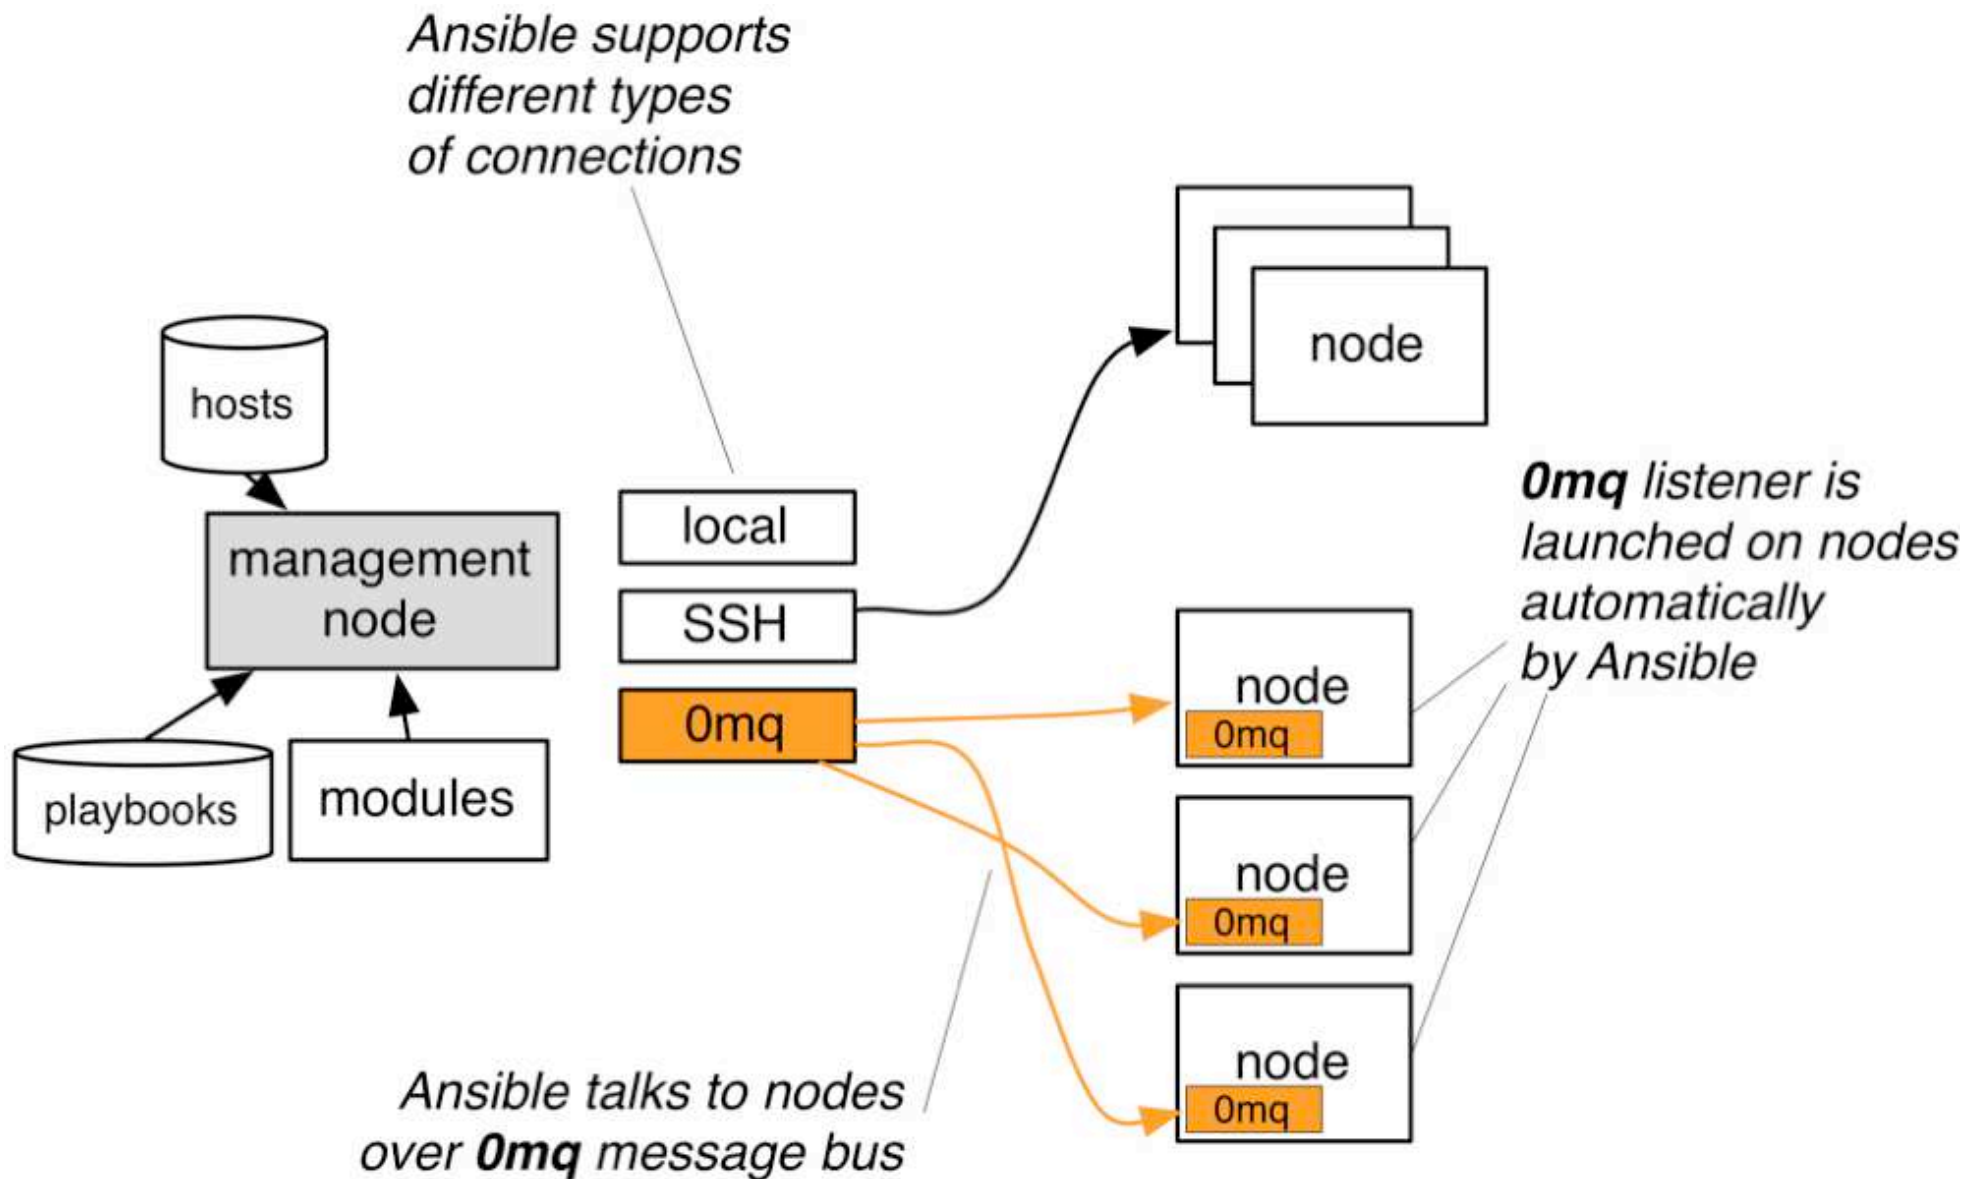 Ansible supports
different types
of connections
hosts
management
node
playbooks
modules
local
SSH
0mq
node
node
0mq
node
0mq
node
0mq
0mq listener is
launched on nodes
automatically
by Ansible
Ansible talks to nodes
over 0mq message bus